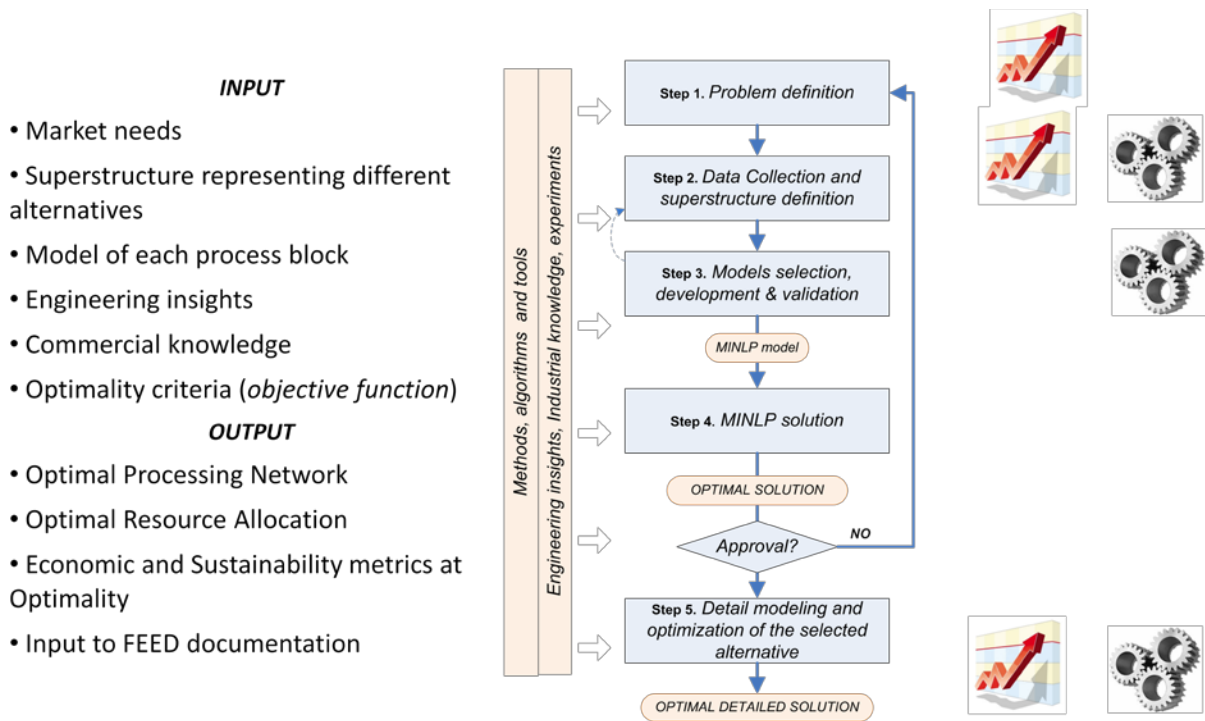 INPUT
• Market needs
• Superstructure representing different
alternatives
• Model of each process block
• Engineering insights
• Commercial knowledge
• Optimality criteria (objective function)
OUTPUT
• Optimal Processing Network
• Optimal Resource Allocation
• Economic and Sustainability metrics at
Optimality
• Input to FEED documentation
Methods, algorithms and tools
Engineering insights, Industrial knowledge, experiments
Step 1. Problem definition
Step 2. Data Collection and
superstructure definition
Step 3. Models selection,
development & validation
MINLP model
Step 4. MINLP solution
OPTIMAL SOLUTION
Approval?
NO
Step 5. Detail modeling and
optimization of the selected
alternative
OPTIMAL DETAILED SOLUTION